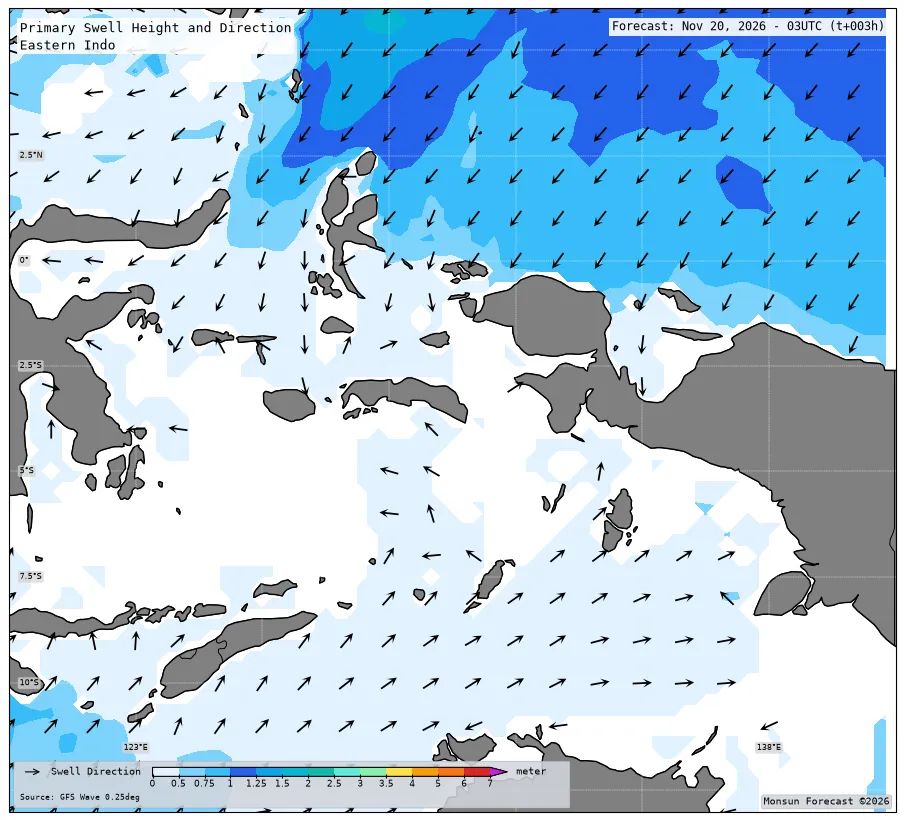 Primary Swell Height and Direction
Eastern Indo
Forecast: Nov 20, 2026 - 03UTC (t+003h)
2.5°N
0°
2.5°S
5°S
7.5°S
10°S
123°E
138°E
Swell Direction
0 0.5 0.75 1 1.25 1.5 2 2.5 3 3.5 4 5 6 7
meter
Source: GFS Wave 0.25deg
Monsun Forecast ©2026